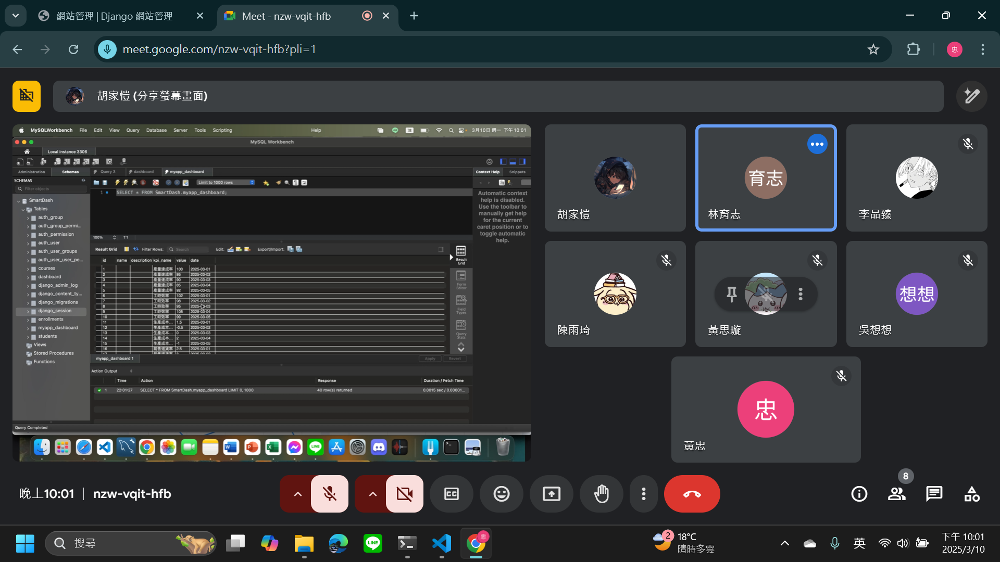 網站管理 | Django 網站管理
Meet - nzw-vqit-hfb
meet.google.com/nzw-vqit-hfb?pli=1
忠
胡家愷 (分享螢幕畫面)
MySQLWorkbench File Edit View Query Database Server Tools Scripting Help
3月10日 週一 下午10:01
MySQL Workbench
Local instance 3306
Administration Schemas
Query 3 dashboard myapp_dashboard
Context Help Snippets
SCHEMAS
Filter objects
Limit to 1000 rows
1 SELECT * FROM SmartDash.myapp_dashboard;
SmartDash
Tables
auth_group
auth_group_permi...
auth_permission
auth_user
auth_user_groups
auth_user_user_pe...
courses
dashboard
django_admin_log
django_content_ty...
django_migrations
django_session
enrollments
myapp_dashboard
students
Views
Stored Procedures
Functions
Automatic context
help is disabled.
Use the toolbar to
manually get help
for the current
caret position or to
toggle automatic
help.
100% 1:1
Result Grid Filter Rows: Search Edit: Export/Import:
id name description kpi_name value date
1 產量達成率 100 2025-03-01
2 產量達成率 95 2025-03-02
3 產量達成率 90 2025-03-03
4 產量達成率 85 2025-03-04
5 產量達成率 92 2025-03-05
6 工時效率 102 2025-03-01
7 工時效率 98 2025-03-02
8 工時效率 95 2025-03-03
9 工時效率 105 2025-03-04
10 工時效率 99 2025-03-05
11 生產成本... 1.5 2025-03-01
12 生產成本... -0.5 2025-03-02
13 生產成本... 0 2025-03-03
14 生產成本... 2 2025-03-04
15 生產成本... -1 2025-03-05
16 銷售退貨率 2.5 2025-03-01
Result
Grid
Form
Editor
Field
Types
Query
Stats
myapp_dashboard 1
Apply Revert
Action Output
Time Action Response Duration / Fetch Time
1 22:01:27 SELECT * FROM SmartDash.myapp_dashboard LIMIT 0, 1000 40 row(s) returned 0.0015 sec / 0.00001...
Query Completed
胡家愷
育志
林育志
李品臻
陳雨琦
黃思璇
想想
吳想想
忠
黃忠
晚上10:01 | nzw-vqit-hfb
8
搜尋
LINE
2
18°C
晴時多雲
英
下午 10:01
2025/3/10